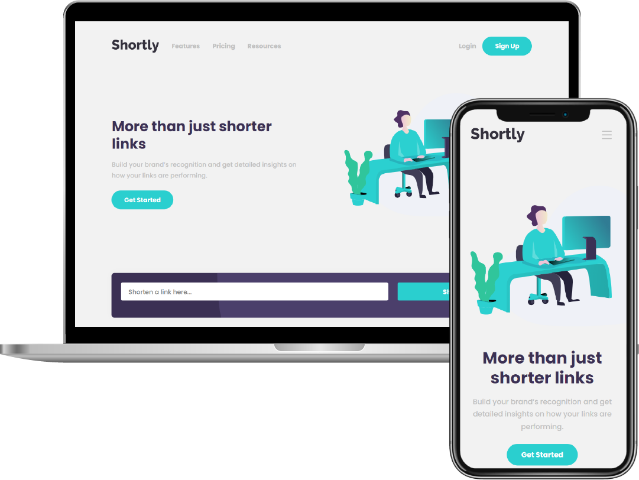 Shortly Features Pricing Resources Login Sign Up
More than just shorter
links
Build your brand's recognition and get detailed insights on
how your links are performing.
Get Started
Shorten a link here...
Shortly
More than just
shorter links
Build your brand's recognition and get
detailed insights on how your links are
performing.
Get Started